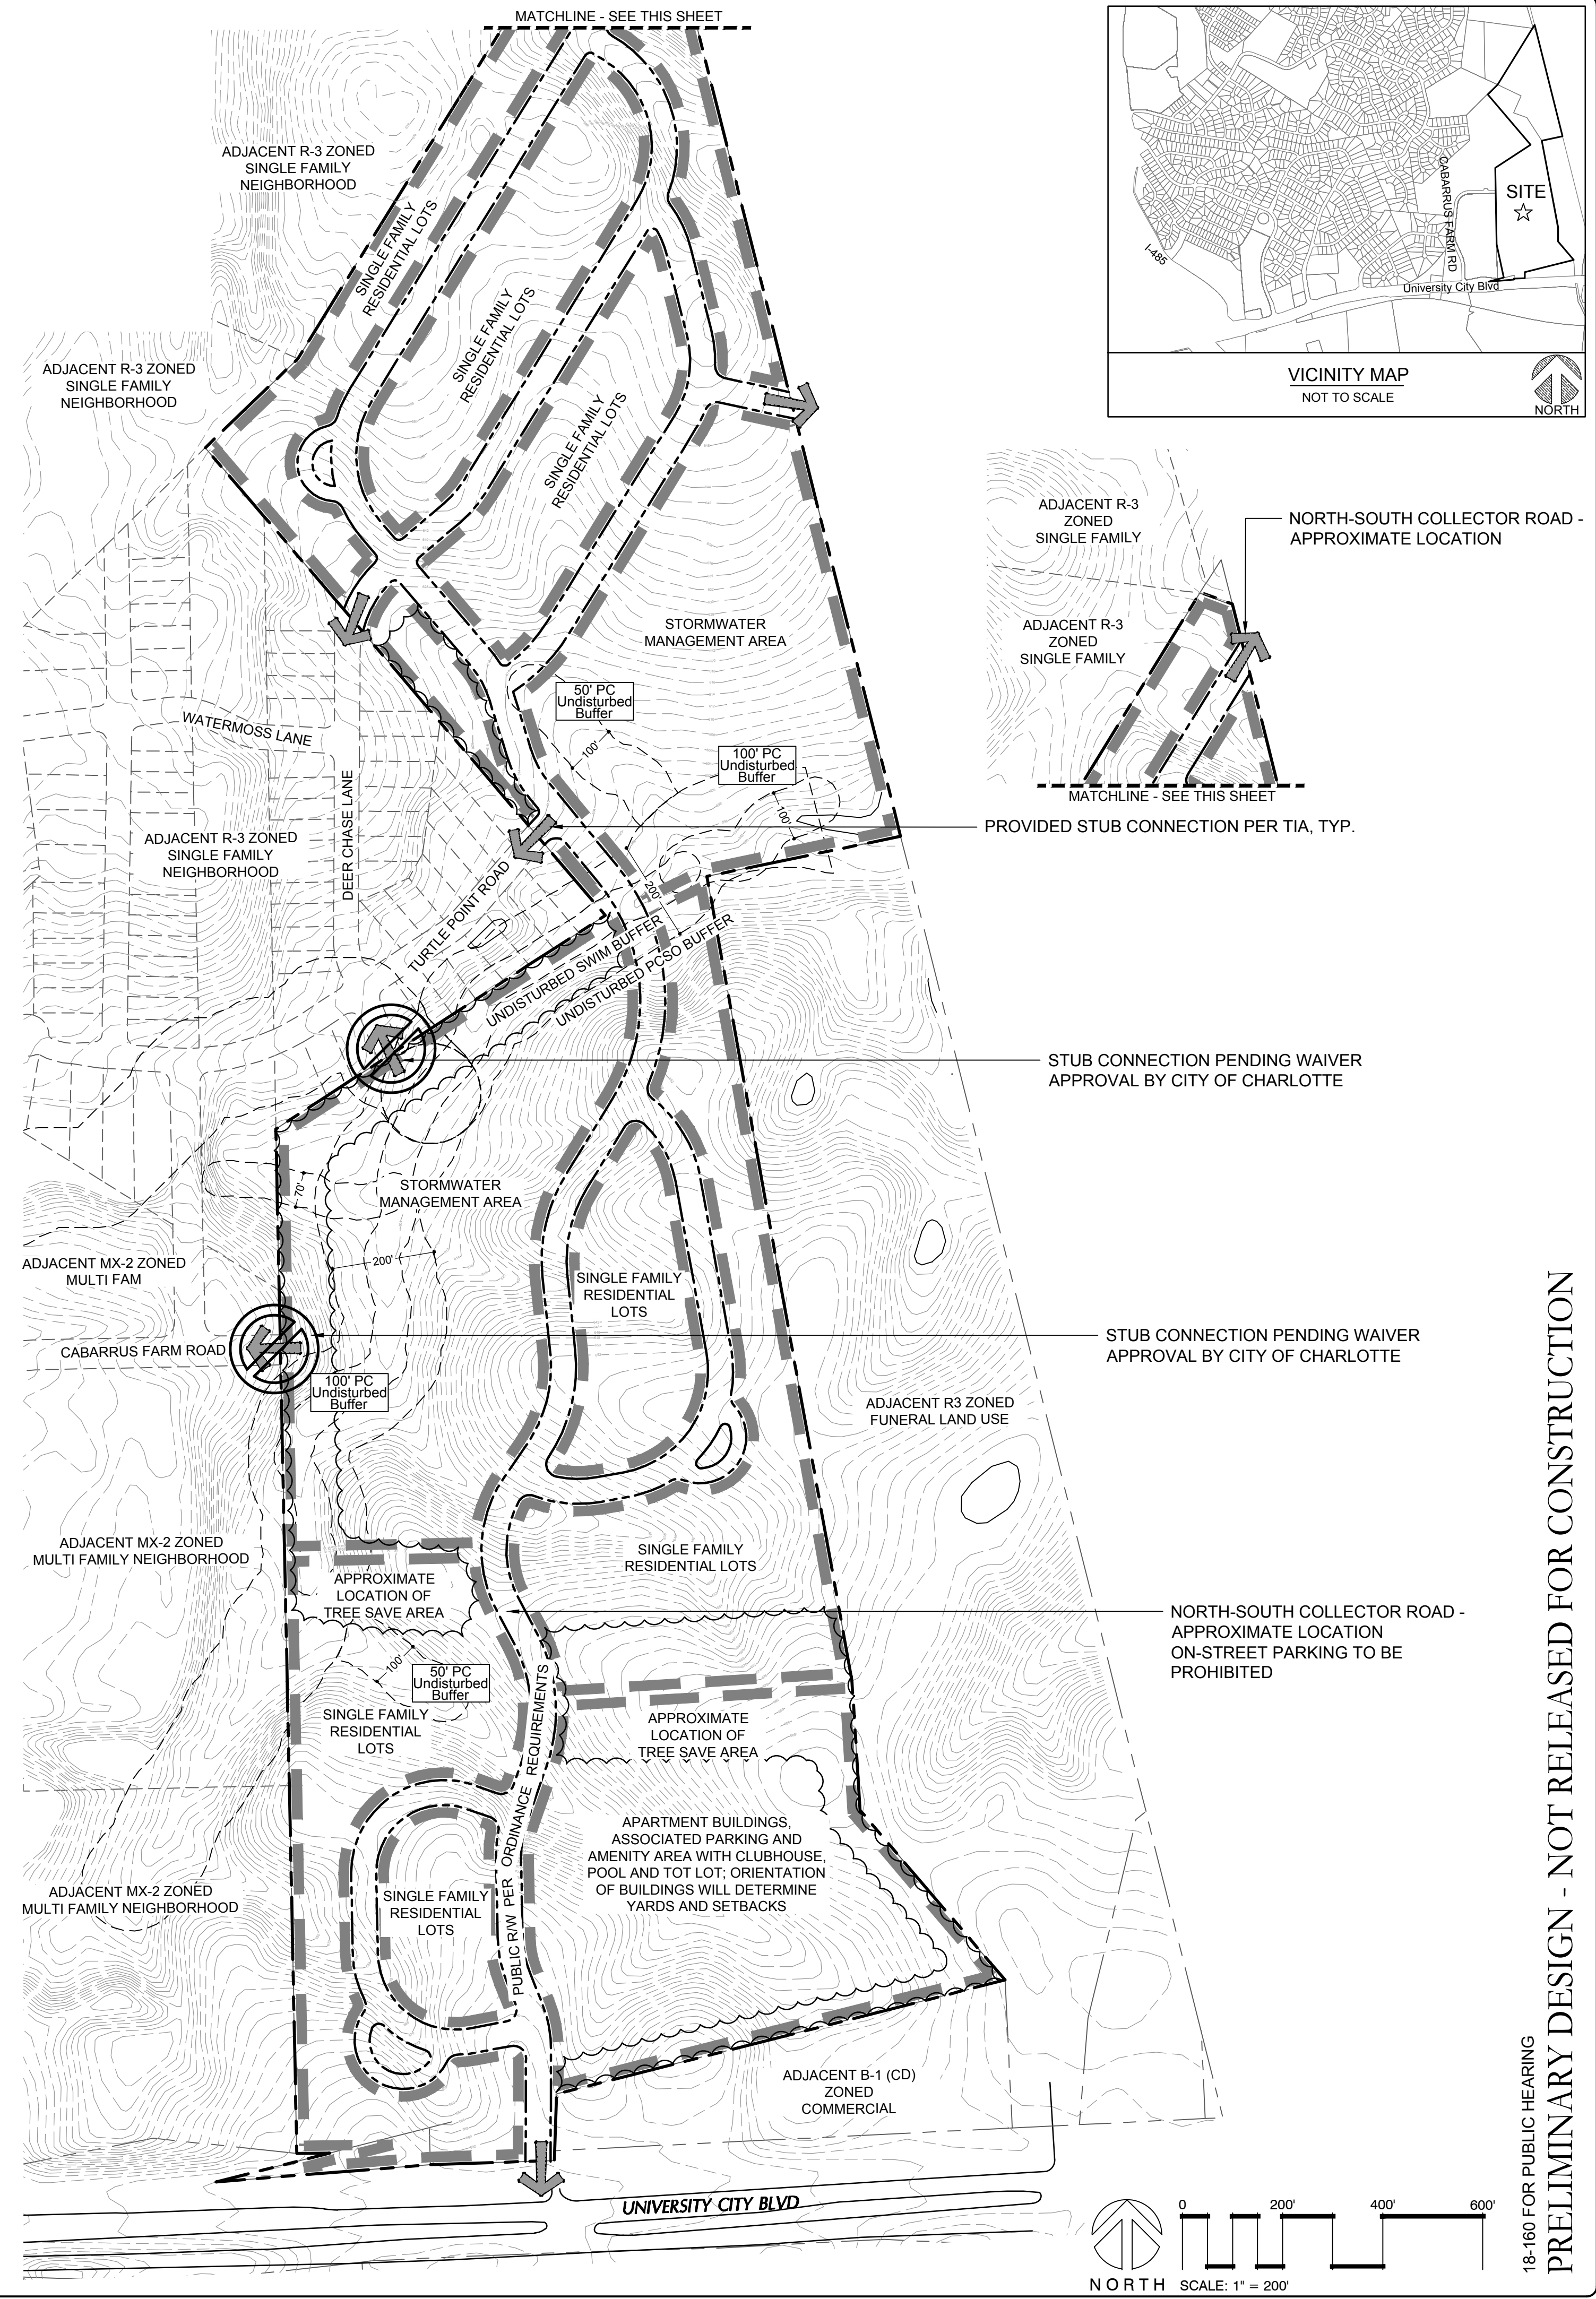 MATCHLINE - SEE THIS SHEET
ADJACENT R-3 ZONED
SINGLE FAMILY
NEIGHBORHOOD
SINGLE FAMILY
RESIDENTIAL LOTS
ADJACENT R-3 ZONED
SINGLE FAMILY
NEIGHBORHOOD
SINGLE FAMILY
RESIDENTIAL LOTS
SINGLE FAMILY
RESIDENTIAL LOTS
I-485
CABARRUS FARM RD
University City Blvd
SITE
VICINITY MAP
NOT TO SCALE
NORTH
ADJACENT R-3
ZONED
SINGLE FAMILY
NORTH-SOUTH COLLECTOR ROAD -
APPROXIMATE LOCATION
ADJACENT R-3
ZONED
SINGLE FAMILY
MATCHLINE - SEE THIS SHEET
STORMWATER
MANAGEMENT AREA
50' PC
Undisturbed
Buffer
100'
100' PC
Undisturbed
Buffer
100'
WATERMOSS LANE
DEER CHASE LANE
PROVIDED STUB CONNECTION PER TIA, TYP.
ADJACENT R-3 ZONED
SINGLE FAMILY
NEIGHBORHOOD
TURTLE POINT ROAD
200'
UNDISTURBED SWIM BUFFER
UNDISTURBED PCSO BUFFER
STUB CONNECTION PENDING WAIVER
APPROVAL BY CITY OF CHARLOTTE
70'
STORMWATER
MANAGEMENT AREA
200'
ADJACENT MX-2 ZONED
MULTI FAM
SINGLE FAMILY
RESIDENTIAL
LOTS
CABARRUS FARM ROAD
STUB CONNECTION PENDING WAIVER
APPROVAL BY CITY OF CHARLOTTE
100' PC
Undisturbed
Buffer
ADJACENT R3 ZONED
FUNERAL LAND USE
ADJACENT MX-2 ZONED
MULTI FAMILY NEIGHBORHOOD
SINGLE FAMILY
RESIDENTIAL LOTS
APPROXIMATE
LOCATION OF
TREE SAVE AREA
NORTH-SOUTH COLLECTOR ROAD -
APPROXIMATE LOCATION
ON-STREET PARKING TO BE
PROHIBITED
100'
50' PC
Undisturbed
Buffer
SINGLE FAMILY
RESIDENTIAL
LOTS
APPROXIMATE
LOCATION OF
TREE SAVE AREA
PUBLIC R/W PER ORDINANCE REQUIREMENTS
APARTMENT BUILDINGS,
ASSOCIATED PARKING AND
AMENITY AREA WITH CLUBHOUSE,
POOL AND TOT LOT; ORIENTATION
OF BUILDINGS WILL DETERMINE
YARDS AND SETBACKS
ADJACENT MX-2 ZONED
MULTI FAMILY NEIGHBORHOOD
SINGLE FAMILY
RESIDENTIAL
LOTS
ADJACENT B-1 (CD)
ZONED
COMMERCIAL
UNIVERSITY CITY BLVD
NORTH
0 200' 400' 600'
SCALE: 1" = 200'
18-160 FOR PUBLIC HEARING
PRELIMINARY DESIGN - NOT RELEASED FOR CONSTRUCTION